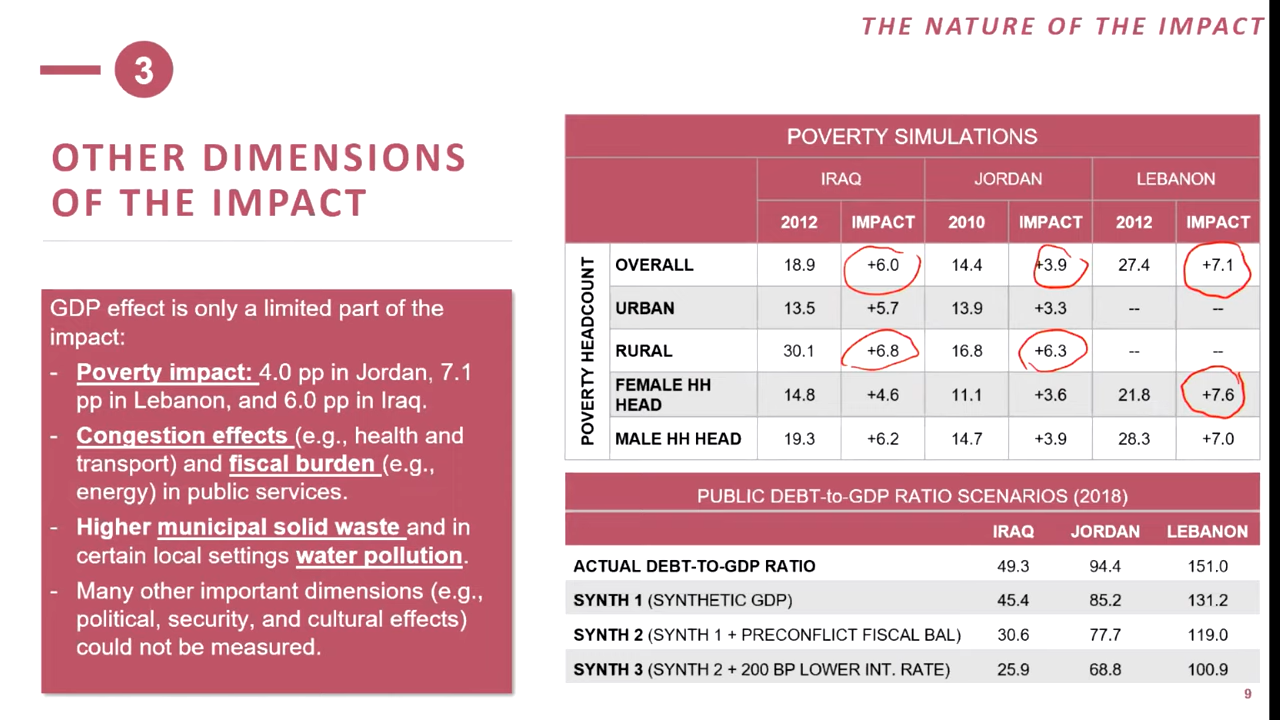 THE NATURE OF THE IMPACT
3
OTHER DIMENSIONS
OF THE IMPACT
GDP effect is only a limited part of the
impact:
- Poverty impact: 4.0 pp in Jordan, 7.1
pp in Lebanon, and 6.0 pp in Iraq.
- Congestion effects (e.g., health and
transport) and fiscal burden (e.g.,
energy) in public services.
- Higher municipal solid waste and in
certain local settings water pollution.
- Many other important dimensions (e.g.,
political, security, and cultural effects)
could not be measured.
POVERTY SIMULATIONS
IRAQ JORDAN LEBANON
2012 IMPACT 2010 IMPACT 2012 IMPACT
POVERTY HEADCOUNT
OVERALL 18.9 +6.0 14.4 +3.9 27.4 +7.1
URBAN 13.5 +5.7 13.9 +3.3 -- --
RURAL 30.1 +6.8 16.8 +6.3 -- --
FEMALE HH
HEAD 14.8 +4.6 11.1 +3.6 21.8 +7.6
MALE HH HEAD 19.3 +6.2 14.7 +3.9 28.3 +7.0
PUBLIC DEBT-to-GDP RATIO SCENARIOS (2018)
IRAQ JORDAN LEBANON
ACTUAL DEBT-TO-GDP RATIO 49.3 94.4 151.0
SYNTH 1 (SYNTHETIC GDP) 45.4 85.2 131.2
SYNTH 2 (SYNTH 1 + PRECONFLICT FISCAL BAL) 30.6 77.7 119.0
SYNTH 3 (SYNTH 2 + 200 BP LOWER INT. RATE) 25.9 68.8 100.9
9